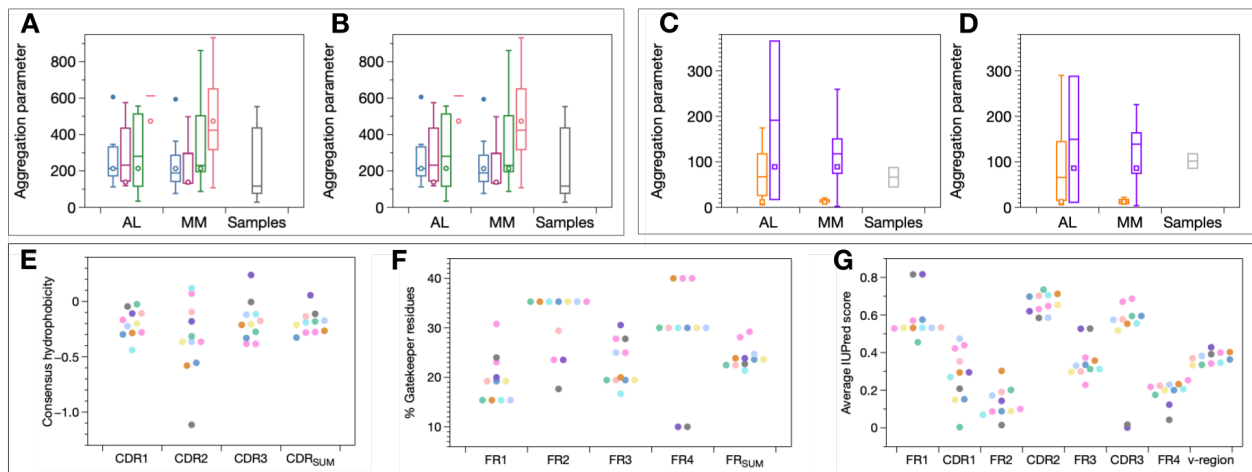 A
Aggregation parameter
800
600
400
200
0
AL MM Samples
B
Aggregation parameter
800
600
400
200
0
AL MM Samples
C
Aggregation parameter
300
200
100
0
AL MM Samples
D
Aggregation parameter
300
200
100
0
AL MM Samples
E
Consensus hydrophobicity
0
−0.5
−1.0
CDR1 CDR2 CDR3 CDRSUM
F
% Gatekeeper residues
40
30
20
10
FR1 FR2 FR3 FR4 FRSUM
G
Average IUPred score
0.8
0.6
0.4
0.2
0
FR1 CDR1 FR2 CDR2 FR3 CDR3 FR4 v-region